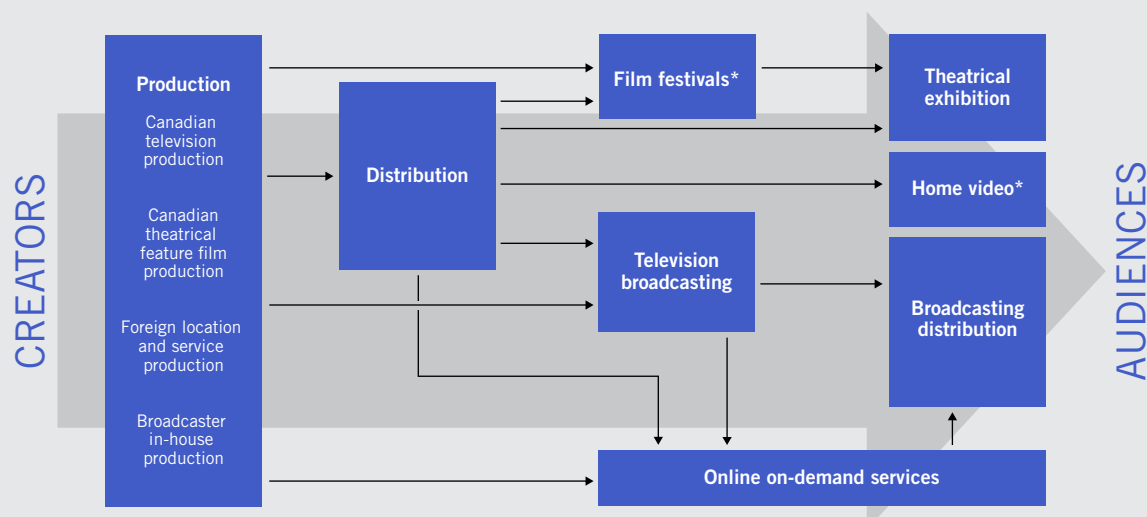 CREATORS
Production
Canadian
television
production
Canadian
theatrical
feature film
production
Foreign location
and service
production
Broadcaster
in-house
production
Distribution
Film festivals*
Television
broadcasting
Online on-demand services
Theatrical
exhibition
Home video*
Broadcasting
distribution
AUDIENCES